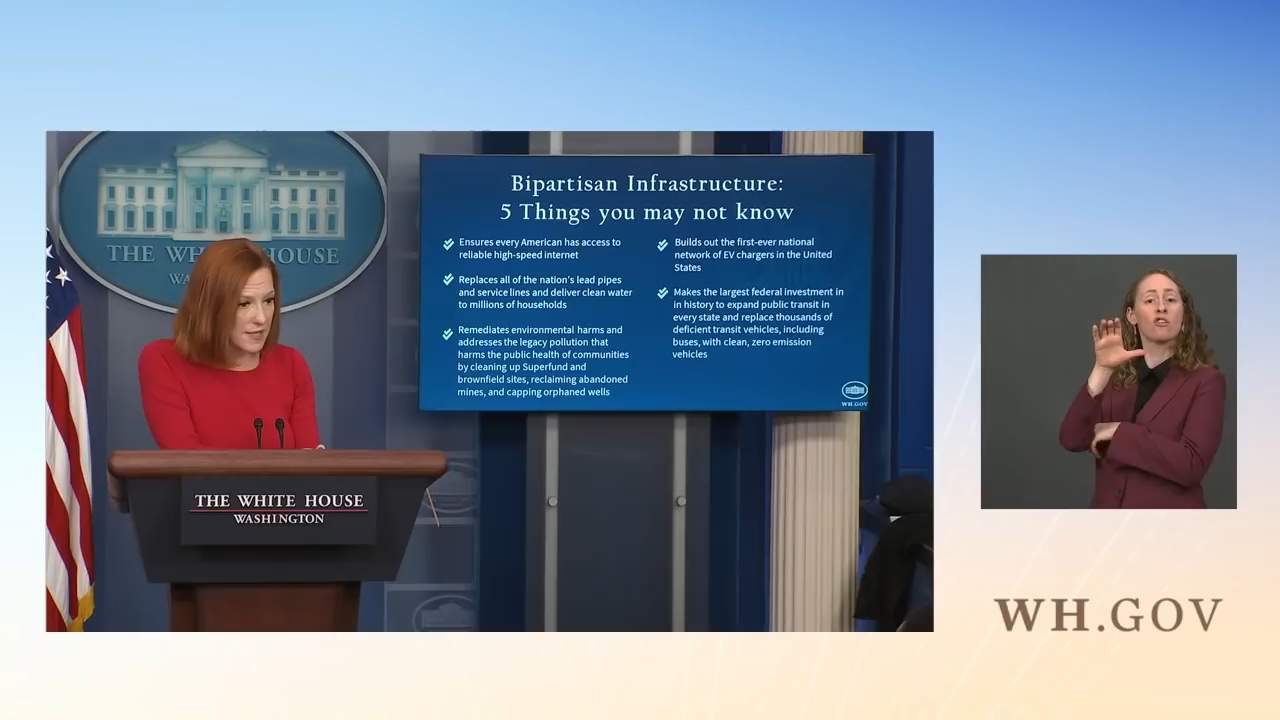 THE WHITE HOUSE
WA
Bipartisan Infrastructure:
5 Things you may not know
Ensures every American has access to
reliable high-speed internet
Replaces all of the nation's lead pipes
and service lines and deliver clean water
to millions of households
Remediates environmental harms and
addresses the legacy pollution that
harms the public health of communities
by cleaning up Superfund and
brownfield sites, reclaiming abandoned
mines, and capping orphaned wells
Builds out the first-ever national
network of EV chargers in the United
States
Makes the largest federal investment in
in history to expand public transit in
every state and replace thousands of
deficient transit vehicles, including
buses, with clean, zero emission
vehicles
WH.GOV
THE WHITE HOUSE
WASHINGTON
WH.GOV